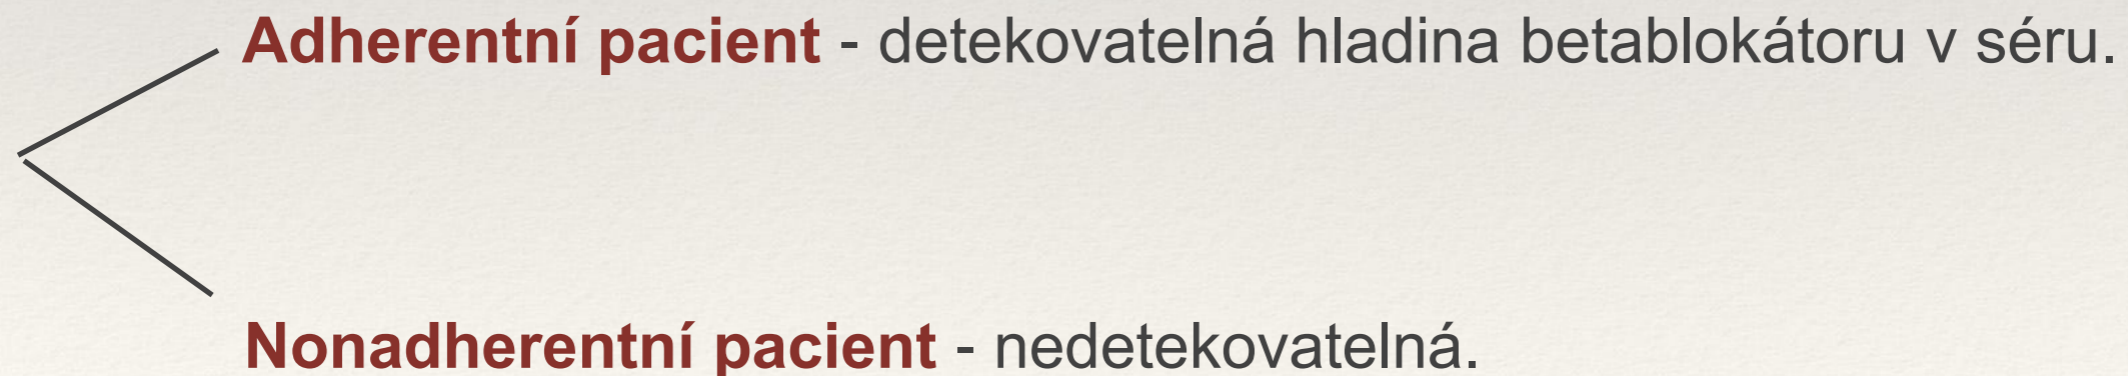 Adherentní pacient - detekovatelná hladina betablokátoru v séru.
Nonadherentní pacient - nedetekovatelná.